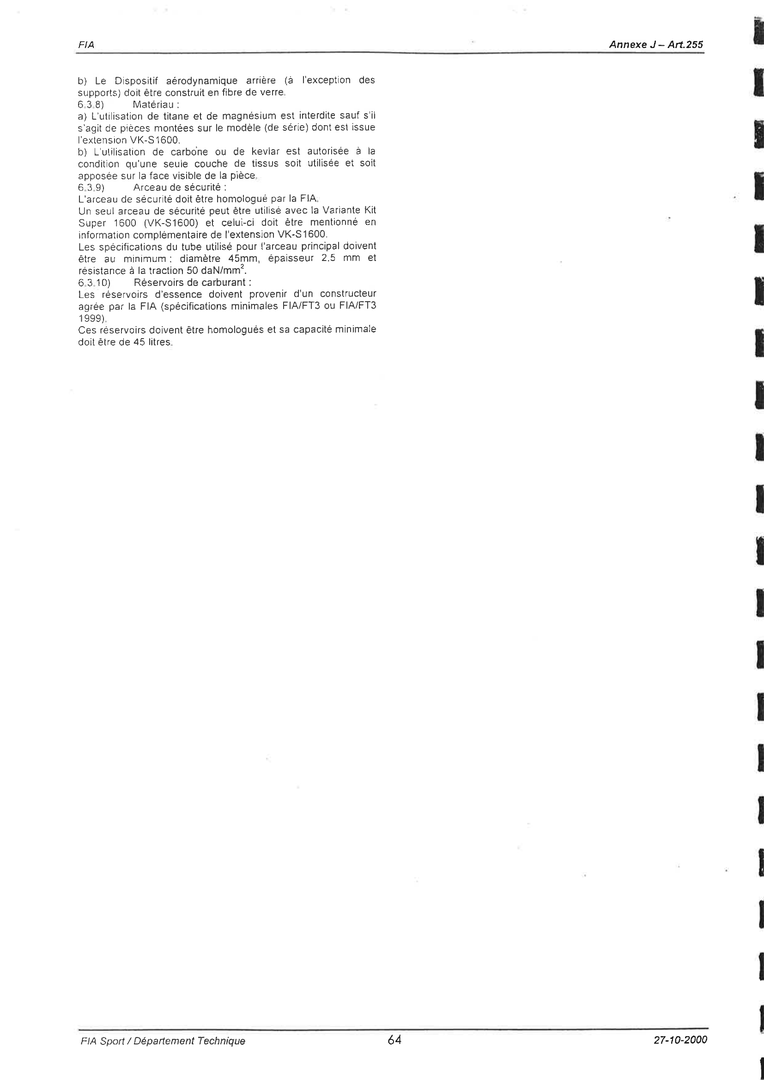 FIA Annexe J – Art.255
b) Le Dispositif aérodynamique arrière (à l'exception des
supports) doit être construit en fibre de verre.
6.3.8) Matériau :
a) L'utilisation de titane et de magnésium est interdite sauf s'il
s'agit de pièces montées sur le modèle (de série) dont est issue
l'extension VK-S1600.
b) L'utilisation de carbone ou de kevlar est autorisée à la
condition qu'une seule couche de tissus soit utilisée et soit
apposée sur la face visible de la pièce.
6.3.9) Arceau de sécurité :
L'arceau de sécurité doit être homologué par la FIA.
Un seul arceau de sécurité peut être utilisé avec la Variante Kit
Super 1600 (VK-S1600) et celui-ci doit être mentionné en
information complémentaire de l'extension VK-S1600.
Les spécifications du tube utilisé pour l'arceau principal doivent
être au minimum : diamètre 45mm, épaisseur 2.5 mm et
résistance à la traction 50 daN/mm².
6.3.10) Réservoirs de carburant :
Les réservoirs d'essence doivent provenir d'un constructeur
agrée par la FIA (spécifications minimales FIA/FT3 ou FIA/FT3
1999).
Ces réservoirs doivent être homologués et sa capacité minimale
doit être de 45 litres.
FIA Sport / Département Technique 64 27-10-2000